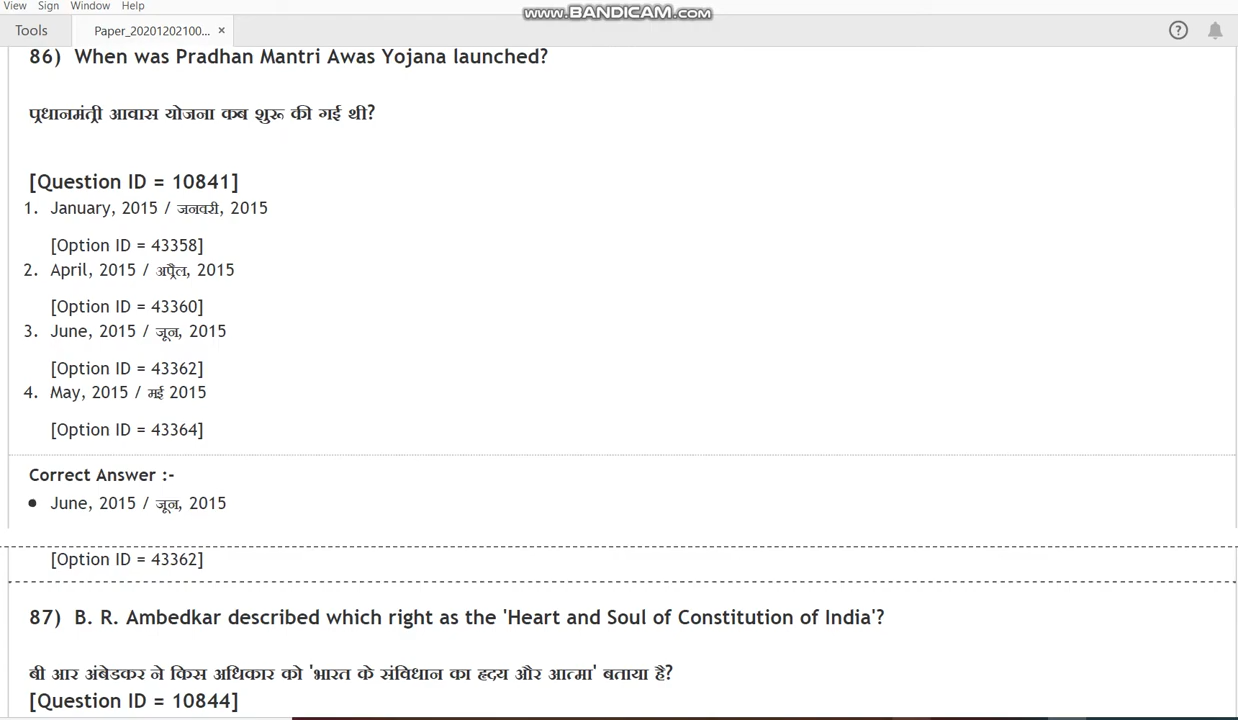 View Sign Window Help
www.BANDICAM.com
Tools
Paper_20201202100... ×
86) When was Pradhan Mantri Awas Yojana launched?
प्रधानमंत्री आवास योजना कब शुरू की गई थी?
[Question ID = 10841]
1. January, 2015 / जनवरी, 2015
[Option ID = 43358]
2. April, 2015 / अप्रैल, 2015
[Option ID = 43360]
3. June, 2015 / जून, 2015
[Option ID = 43362]
4. May, 2015 / मई 2015
[Option ID = 43364]
Correct Answer :-
• June, 2015 / जून, 2015
[Option ID = 43362]
87) B. R. Ambedkar described which right as the 'Heart and Soul of Constitution of India'?
बी आर अंबेडकर ने किस अधिकार को 'भारत के संविधान का हृदय और आत्मा' बताया है?
[Question ID = 10844]